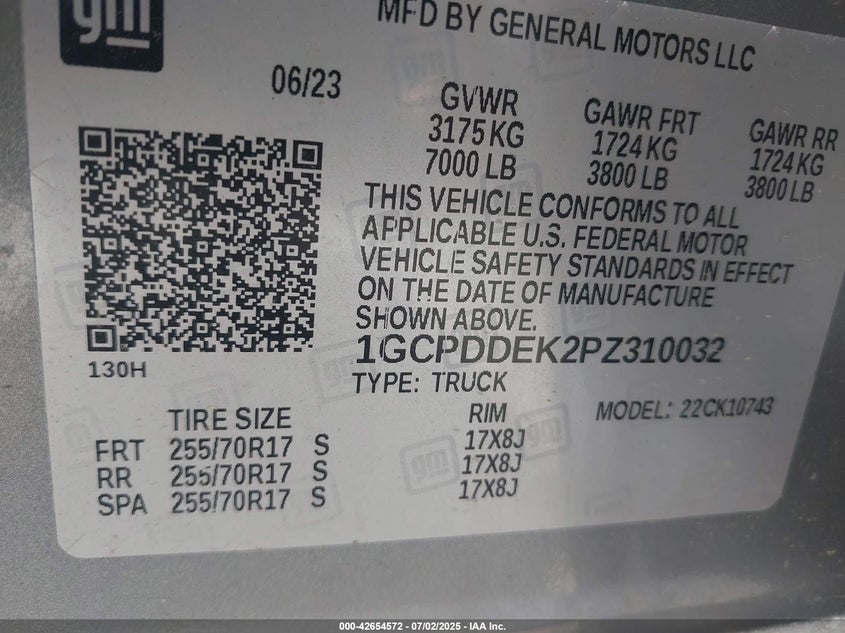 gm
MFD BY GENERAL MOTORS LLC
06/23
GVWR
3175 KG
7000 LB
GAWR FRT
1724 KG
3800 LB
GAWR RR
1724 KG
3800 LB
THIS VEHICLE CONFORMS TO ALL
APPLICABLE U.S. FEDERAL MOTOR
VEHICLE SAFETY STANDARDS IN EFFECT
ON THE DATE OF MANUFACTURE
SHOWN ABOVE.
1GCPDDEK2PZ310032
TYPE: TRUCK
130H
TIRE SIZE
RIM
MODEL: 22CK10743
FRT 255/70R17 S 17X8J
RR 255/70R17 S 17X8J
SPA 255/70R17 S 17X8J
000-42654572 - 07/02/2025 - IAA Inc.